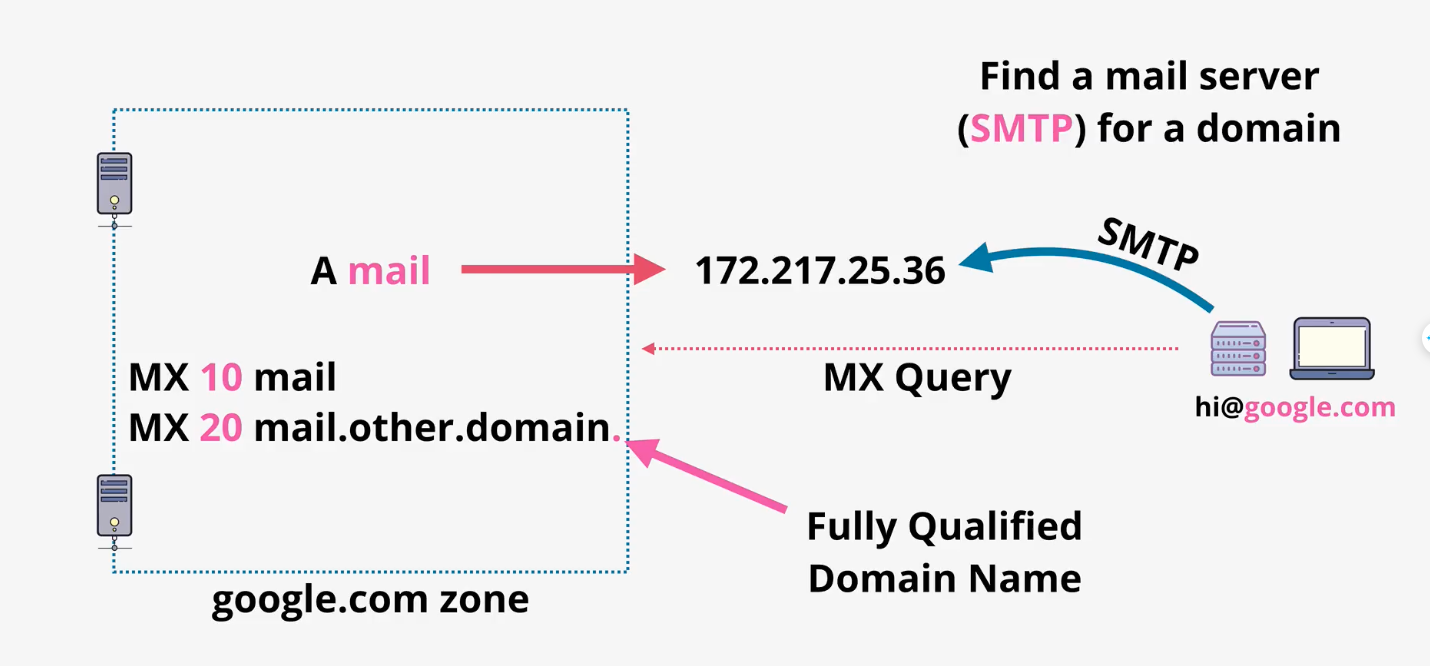 Find a mail server
(SMTP) for a domain
SMTP
A mail
172.217.25.36
MX Query
MX 10 mail
MX 20 mail.other.domain.
hi@google.com
Fully Qualified
Domain Name
google.com zone